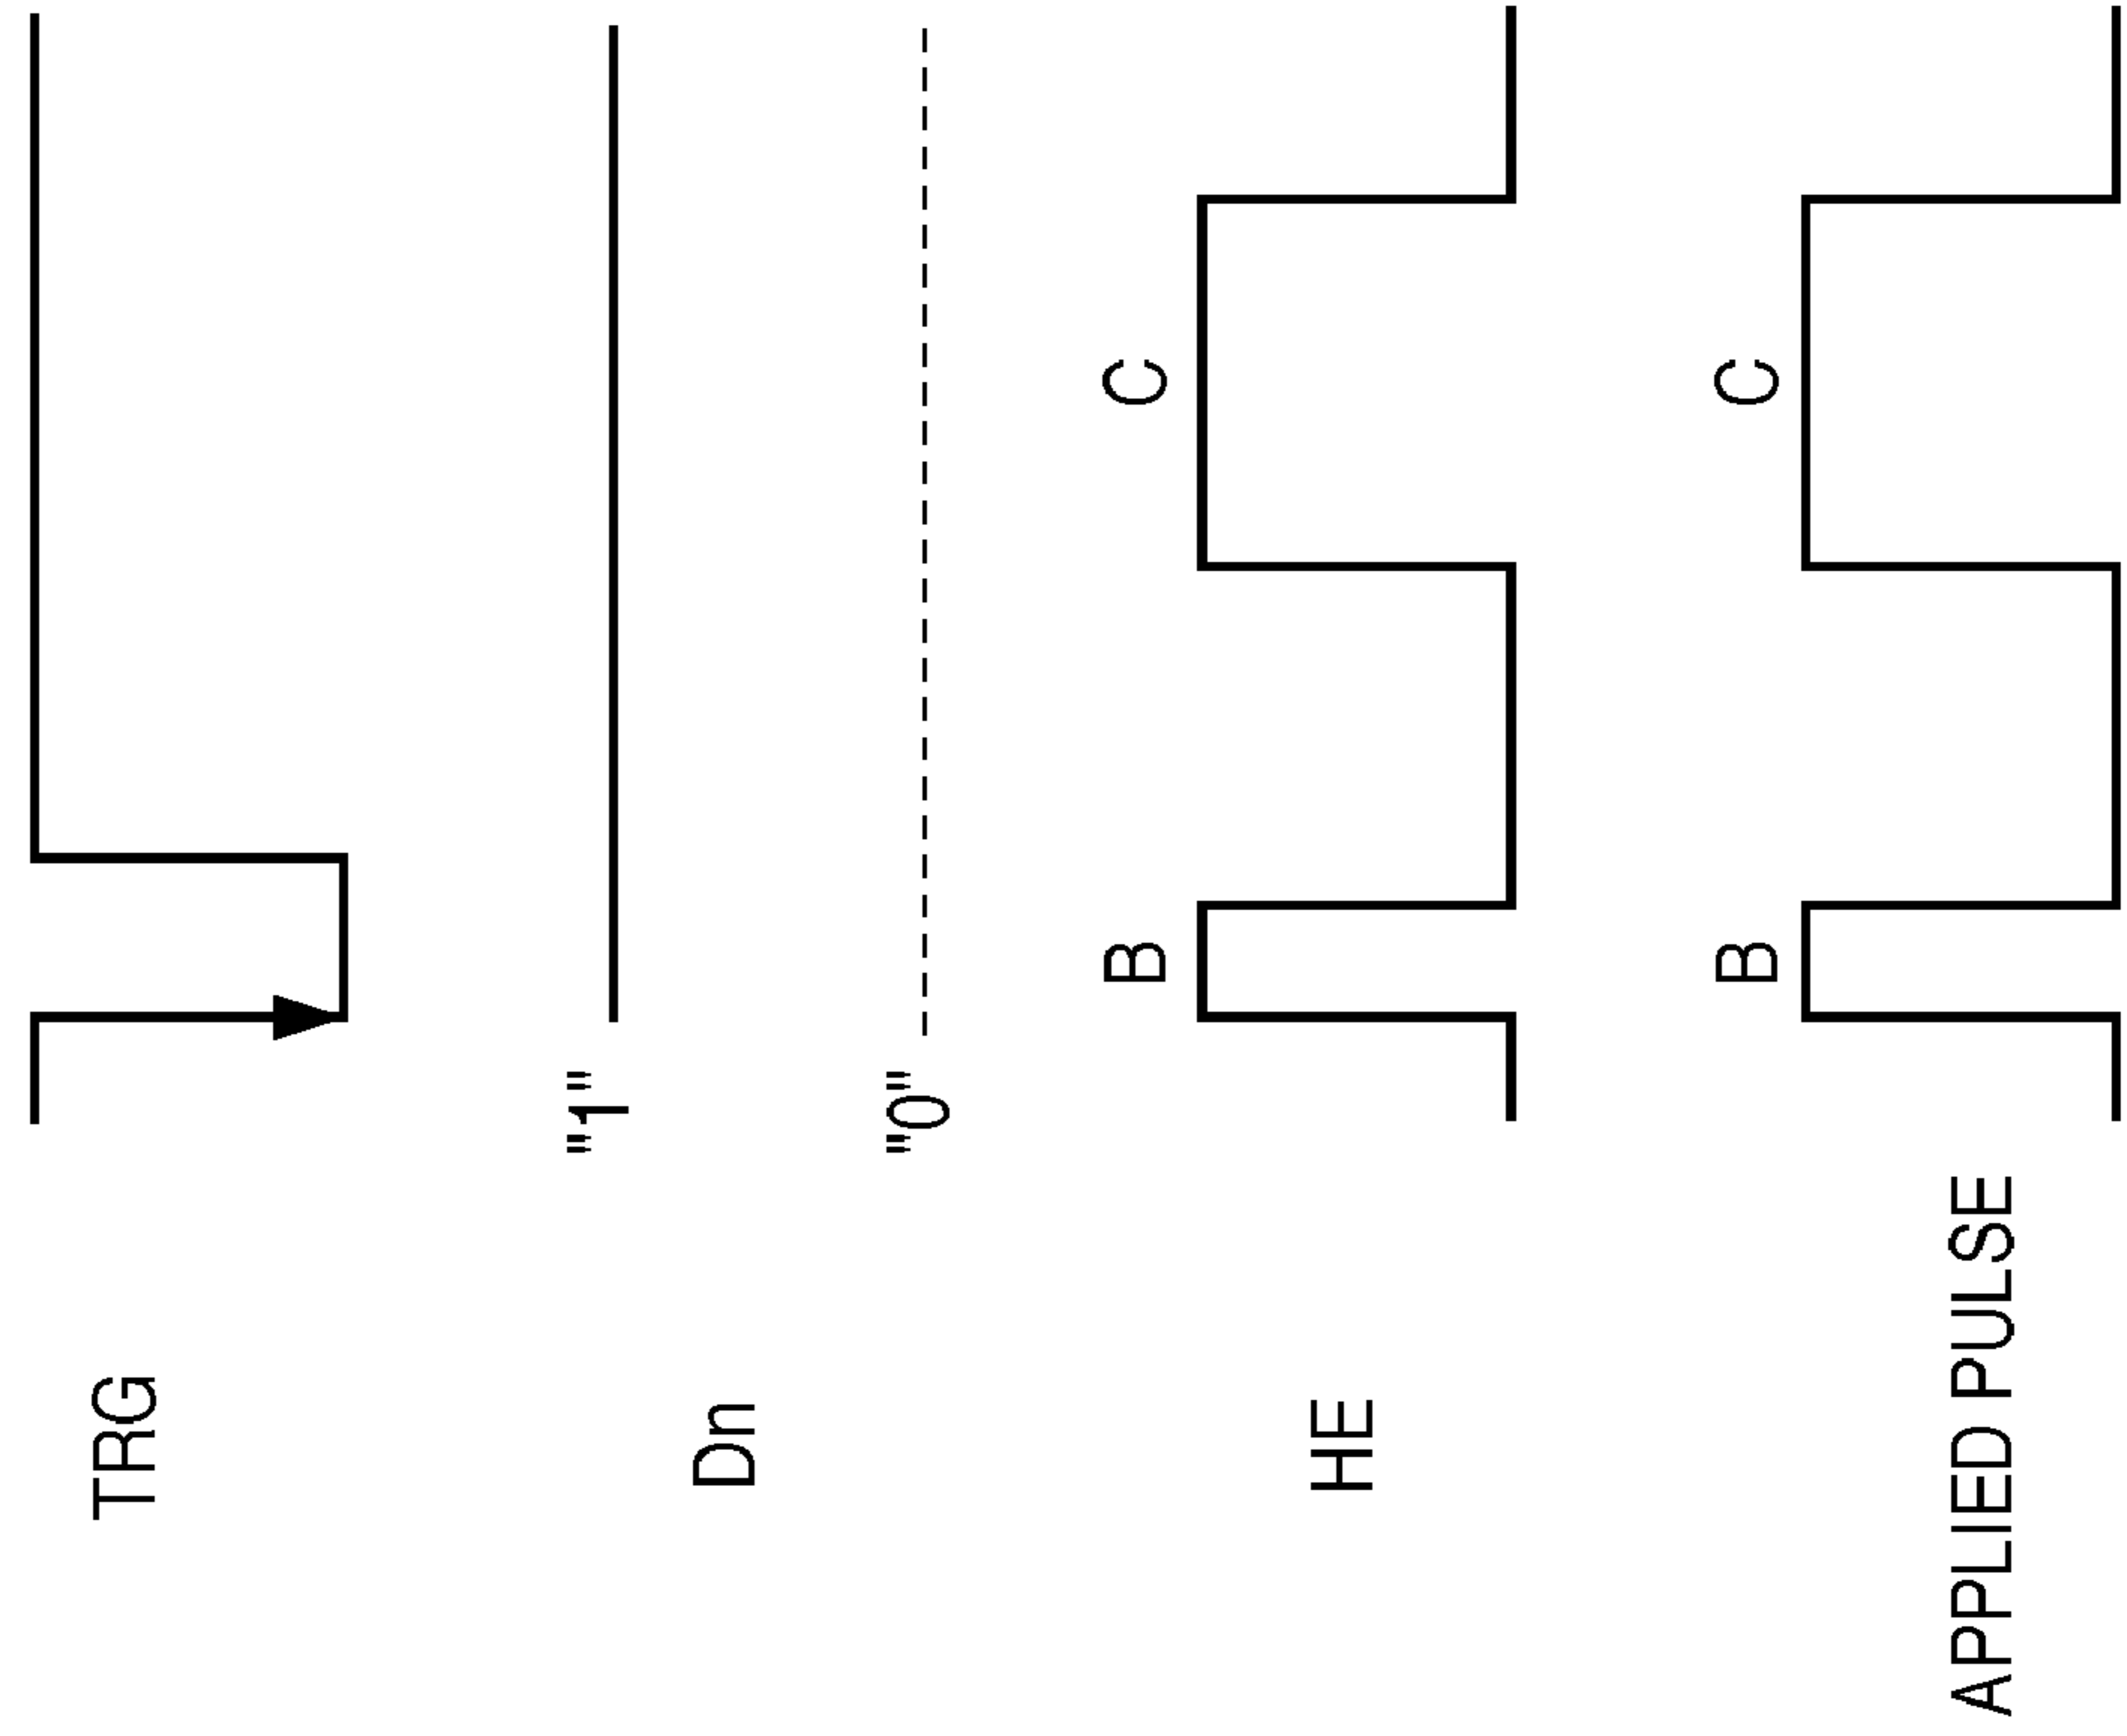 TRG
"1"
Dn
"0"
B
C
HE
B
C
APPLIED PULSE